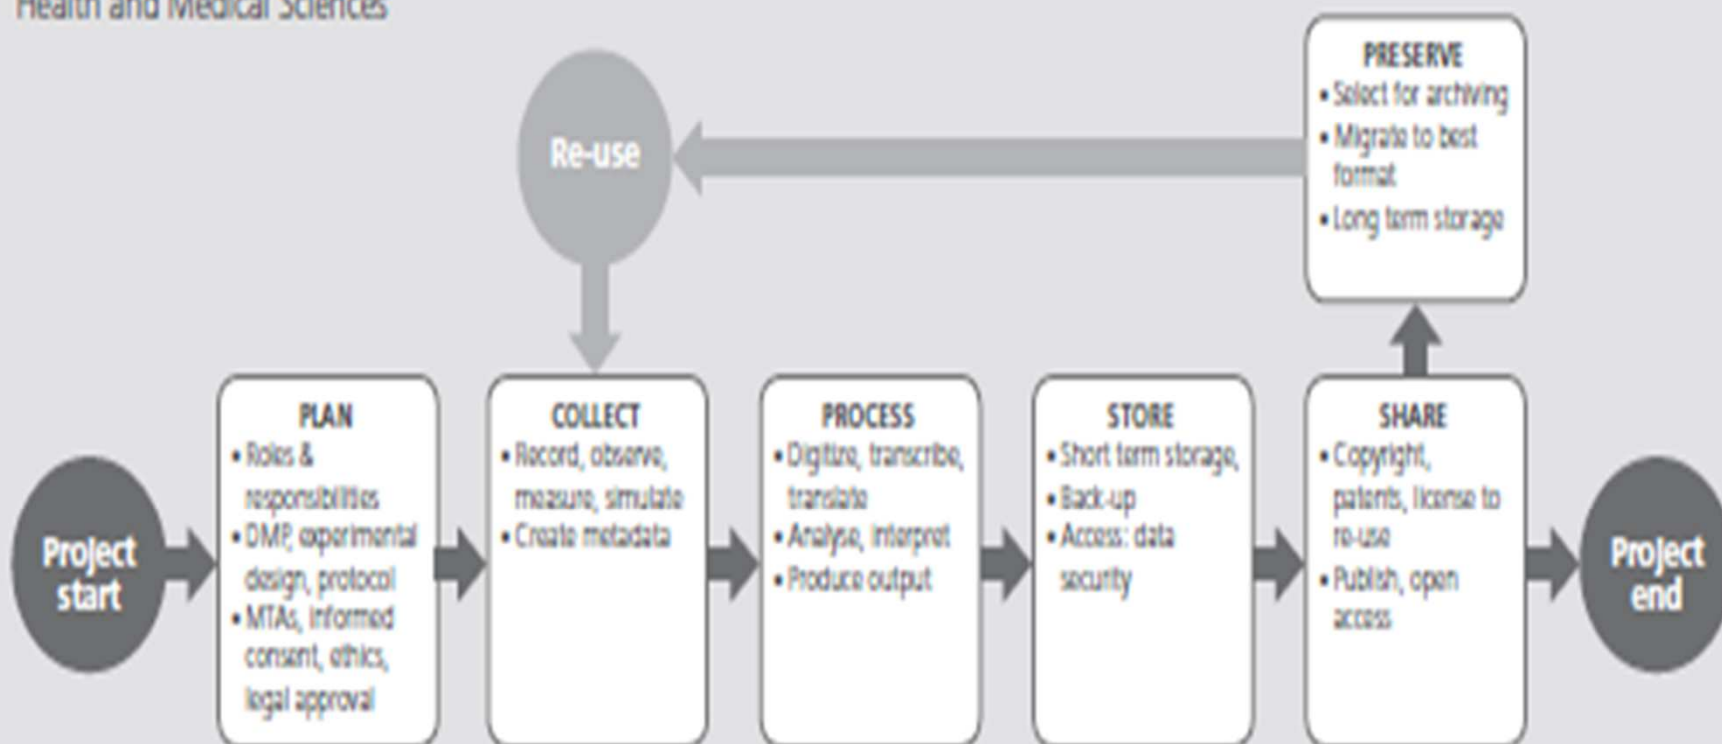 Health and Medical Sciences
PRESERVE
• Select for archiving
• Migrate to best
format
• Long term storage
Re-use
PLAN
• Roles &
responsibilities
• DMP, experimental
design, protocol
• MTAs, informed
consent, ethics,
legal approval
COLLECT
• Record, observe,
measure, simulate
• Create metadata
PROCESS
• Digitize, transcribe,
translate
• Analyse, interpret
• Produce output
STORE
• Short term storage,
• Back-up
• Access: data
security
SHARE
• Copyright,
patents, license to
re-use
• Publish, open
access
Project
start
Project
end